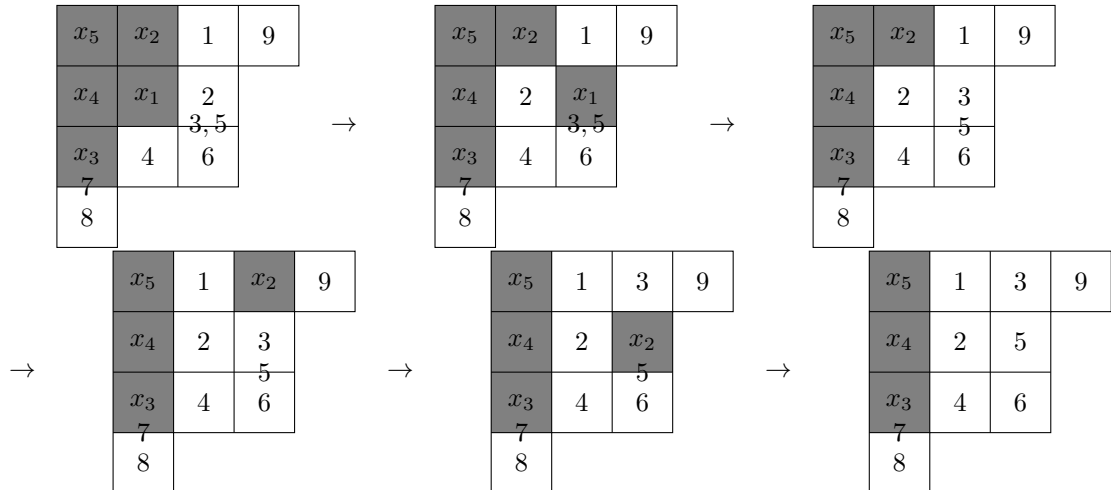 x₅ x₂ 1 9 x₅ x₂ 1 9 x₅ x₂ 1 9
x₄ x₁ 2 x₄ 2 x₁ x₄ 2 3
3, 5 → 3, 5 → 5
x₃ 4 6 x₃ 4 6 x₃ 4 6
7 7 7
8 8 8
x₅ 1 x₂ 9 x₅ 1 3 9 x₅ 1 3 9
x₄ 2 3 x₄ 2 x₂ x₄ 2 5
→ 5 → 5 →
x₃ 4 6 x₃ 4 6 x₃ 4 6
7 7 7
8 8 8